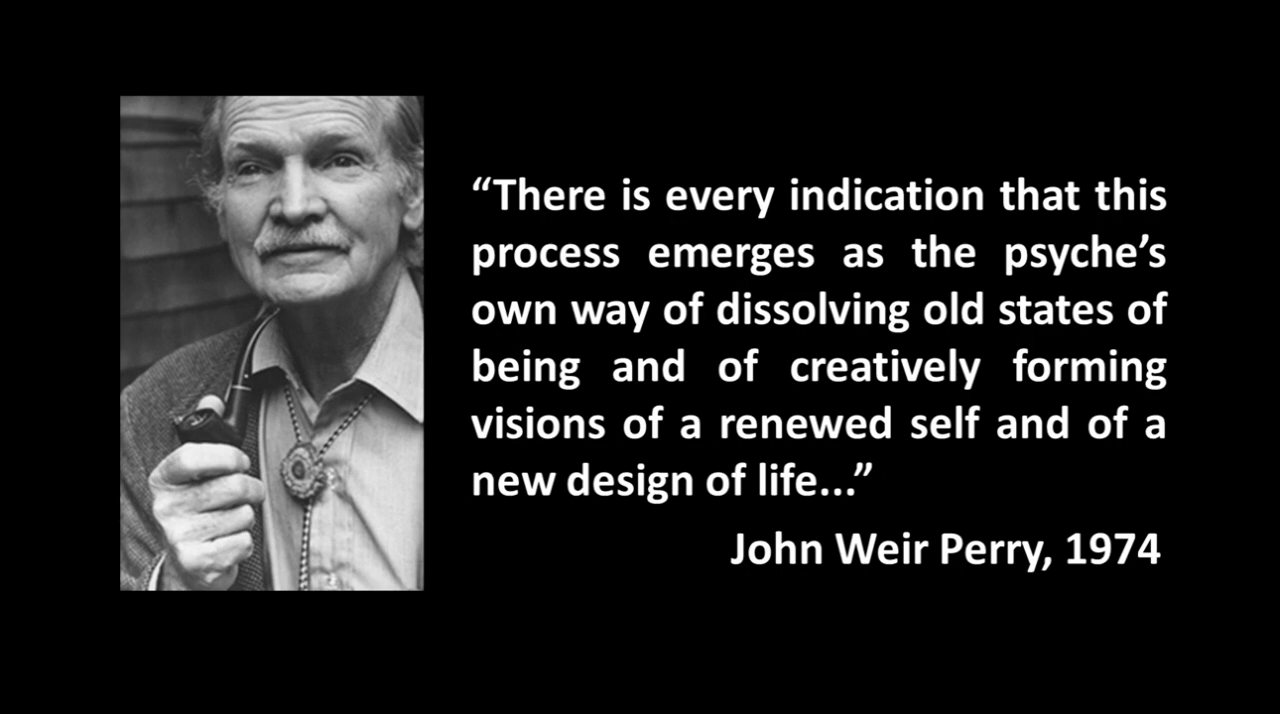 “There is every indication that this
process emerges as the psyche’s
own way of dissolving old states of
being and of creatively forming
visions of a renewed self and of a
new design of life...”
John Weir Perry, 1974